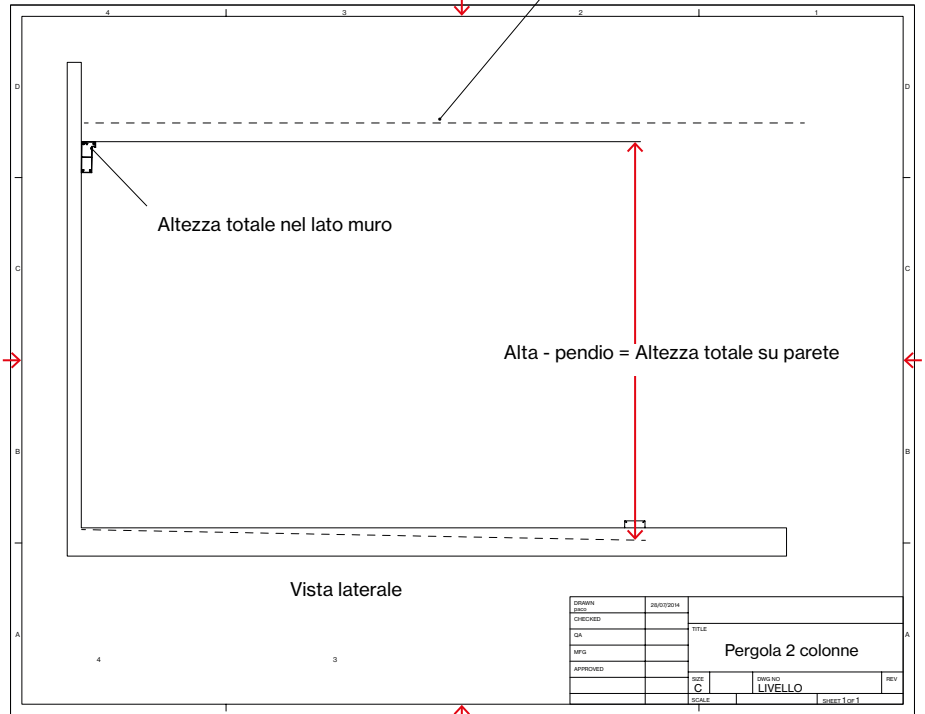 4 3 2 1
D D
Altezza totale nel lato muro
C C
Alta - pendio = Altezza totale su parete
B B
Vista laterale
DRAWN
paco
28/07/2014
CHECKED
QA
TITLE
A A
MFG
Pergola 2 colonne
4 3
APPROVED
SIZE
C
DWG NO
LIVELLO
REV
SCALE
SHEET 1 OF 1